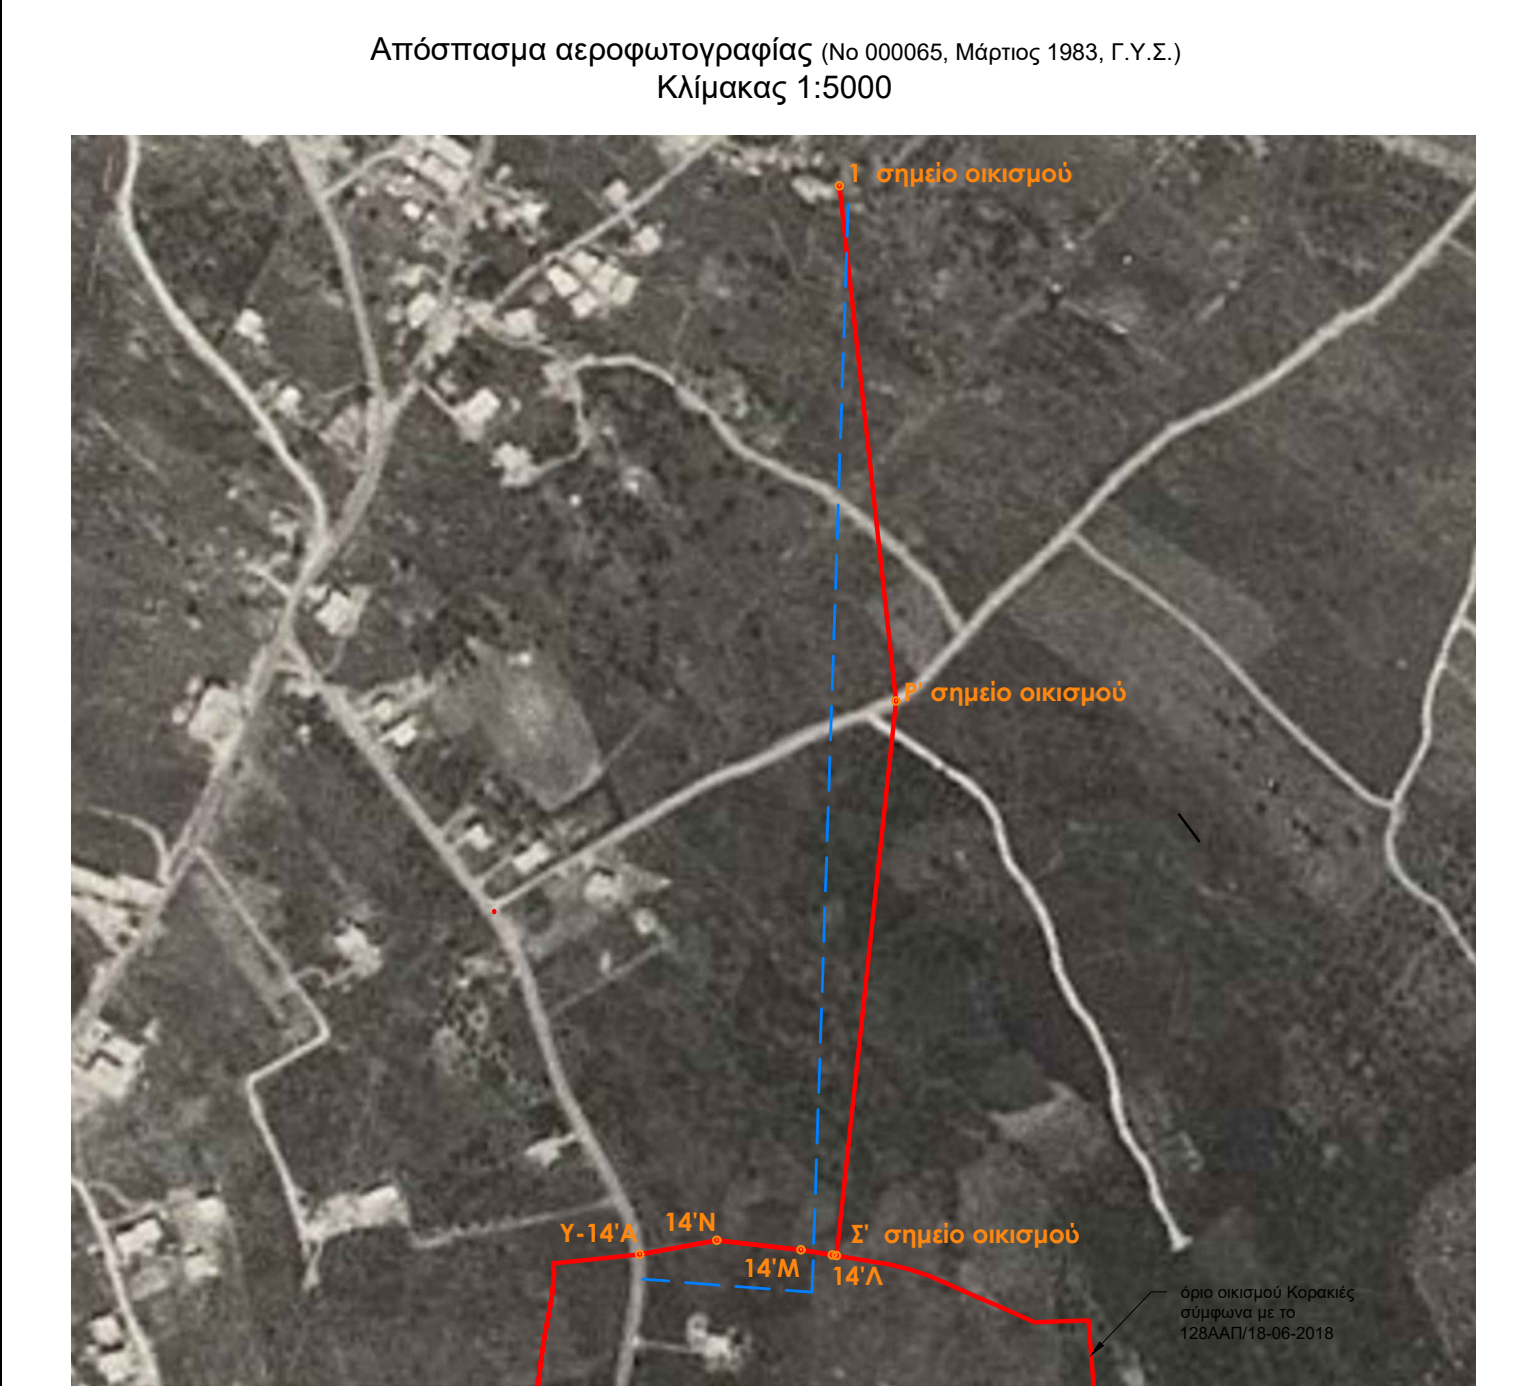 Απόσπασμα αεροφωτογραφίας (Νο 000065, Μάρτιος 1983, Γ.Υ.Σ.)
Κλίμακας 1:5000
1 σημείο οικισμού
Ρ' σημείο οικισμού
Υ-14'Α
14'Ν
14'Μ
Σ' σημείο οικισμού
14'Λ
όριο οικισμού Κορακιές
σύμφωνα με το
128ΑΑΠ/18-06-2018